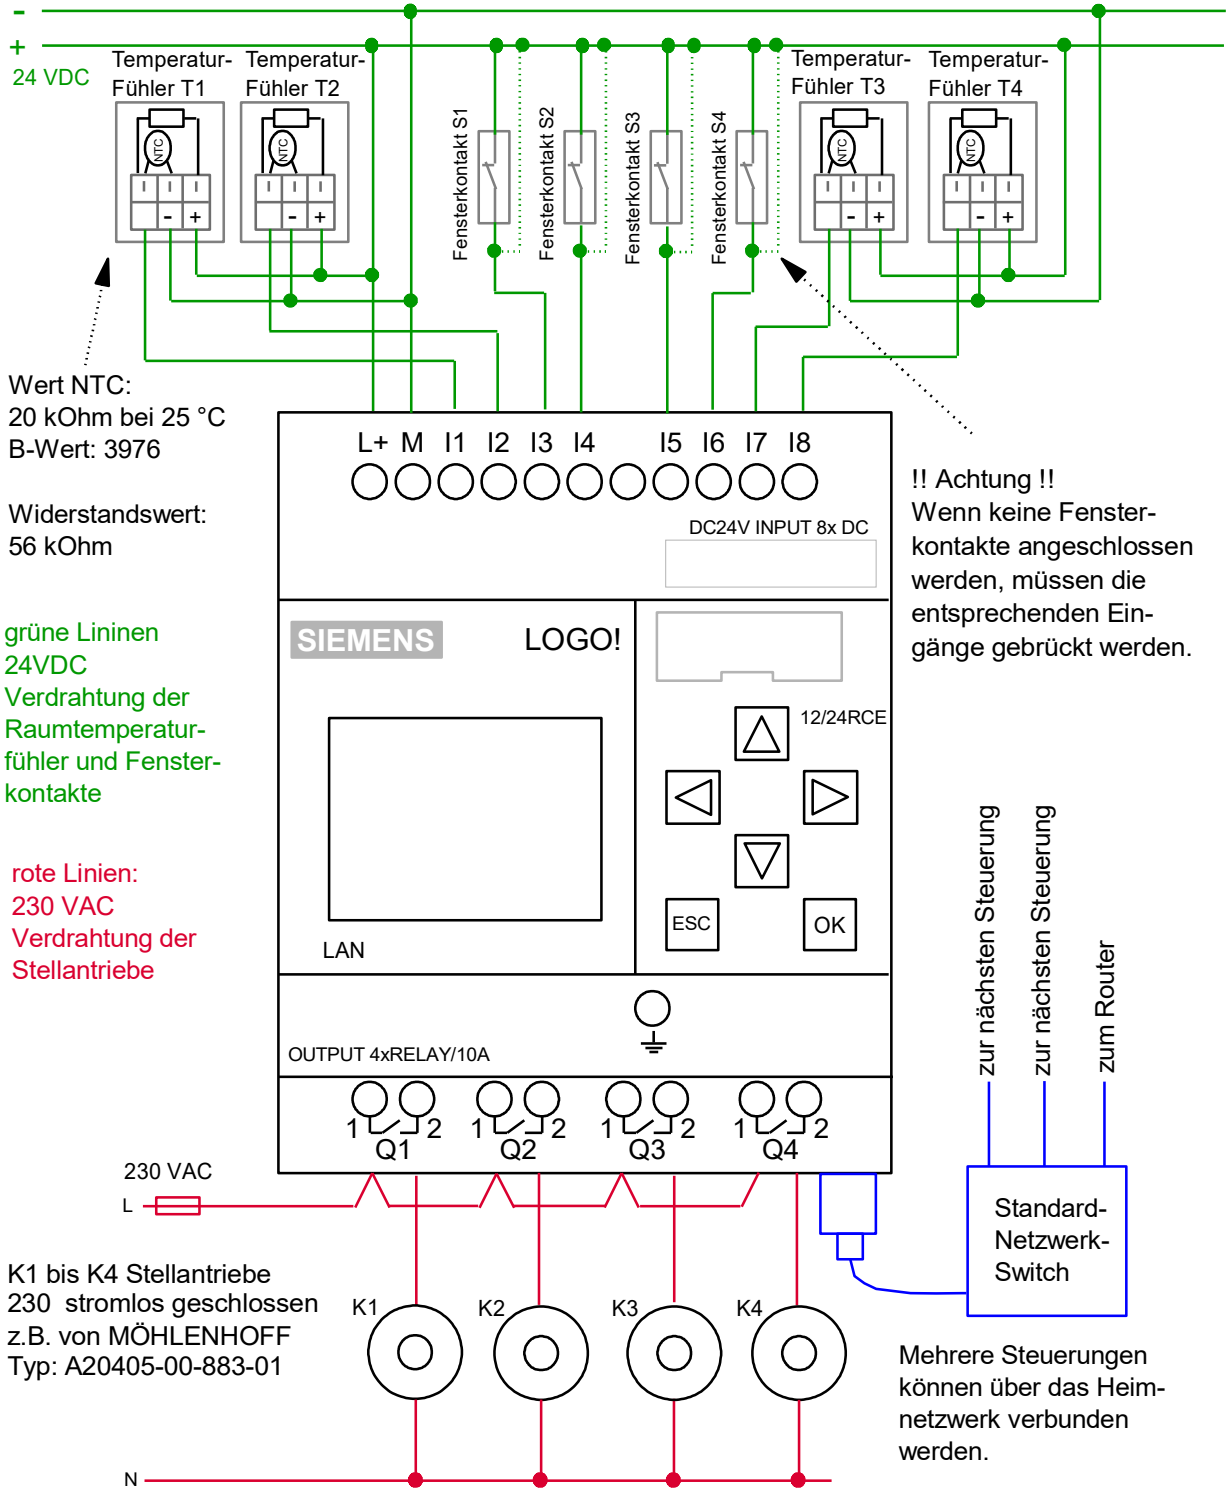 -
+
24 VDC
Temperatur-
Fühler T1
Temperatur-
Fühler T2
Fensterkontakt S1
Fensterkontakt S2
Fensterkontakt S3
Fensterkontakt S4
Temperatur-
Fühler T3
Temperatur-
Fühler T4
NTC
NTC
NTC
NTC
I I I
I I I
I I I
I I I
- +
- +
- +
- +
Wert NTC:
20 kOhm bei 25 °C
B-Wert: 3976
Widerstandswert:
56 kOhm
grüne Lininen
24VDC
Verdrahtung der
Raumtemperatur-
fühler und Fenster-
kontakte
rote Linien:
230 VAC
Verdrahtung der
Stellantriebe
L+ M I1 I2 I3 I4 I5 I6 I7 I8
DC24V INPUT 8x DC
SIEMENS
LOGO!
12/24RCE
ESC
OK
LAN
OUTPUT 4xRELAY/10A
1 2 1 2 1 2 1 2
Q1 Q2 Q3 Q4
!! Achtung !!
Wenn keine Fenster-
kontakte angeschlossen
werden, müssen die
entsprechenden Ein-
gänge gebrückt werden.
zur nächsten Steuerung
zur nächsten Steuerung
zum Router
Standard-
Netzwerk-
Switch
230 VAC
L
K1 bis K4 Stellantriebe
230 stromlos geschlossen
z.B. von MÖHLENHOFF
Typ: A20405-00-883-01
K1 K2 K3 K4
Mehrere Steuerungen
können über das Heim-
netzwerk verbunden
werden.
N